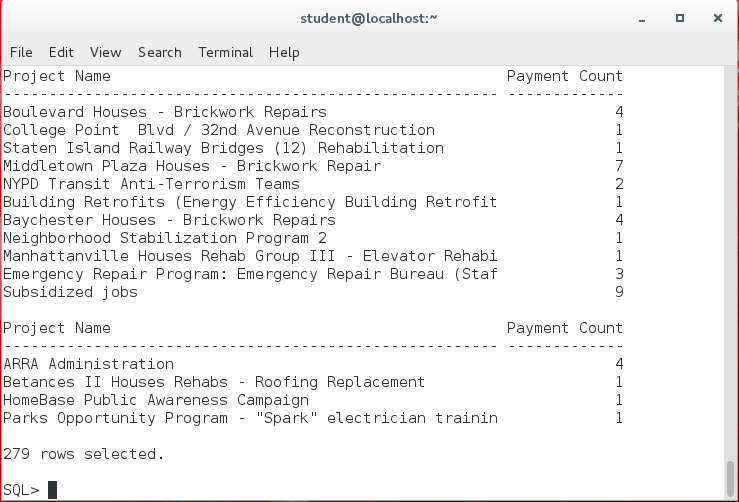 student@localhost:~
File Edit View Search Terminal Help
Project Name                                            Payment Count
------------------------------------------------------- -------------
Boulevard Houses - Brickwork Repairs                                4
College Point  Blvd / 32nd Avenue Reconstruction                    1
Staten Island Railway Bridges (12) Rehabilitation                   1
Middletown Plaza Houses - Brickwork Repair                          7
NYPD Transit Anti-Terrorism Teams                                   2
Building Retrofits (Energy Efficiency Building Retrofit             1
Baychester Houses - Brickwork Repairs                               4
Neighborhood Stabilization Program 2                                1
Manhattanville Houses Rehab Group III - Elevator Rehabi             1
Emergency Repair Program: Emergency Repair Bureau (Staf             3
Subsidized jobs                                                     9
Project Name                                            Payment Count
------------------------------------------------------- -------------
ARRA Administration                                                 4
Betances II Houses Rehabs - Roofing Replacement                     1
HomeBase Public Awareness Campaign                                  1
Parks Opportunity Program - "Spark" electrician trainin             1
279 rows selected.
SQL>